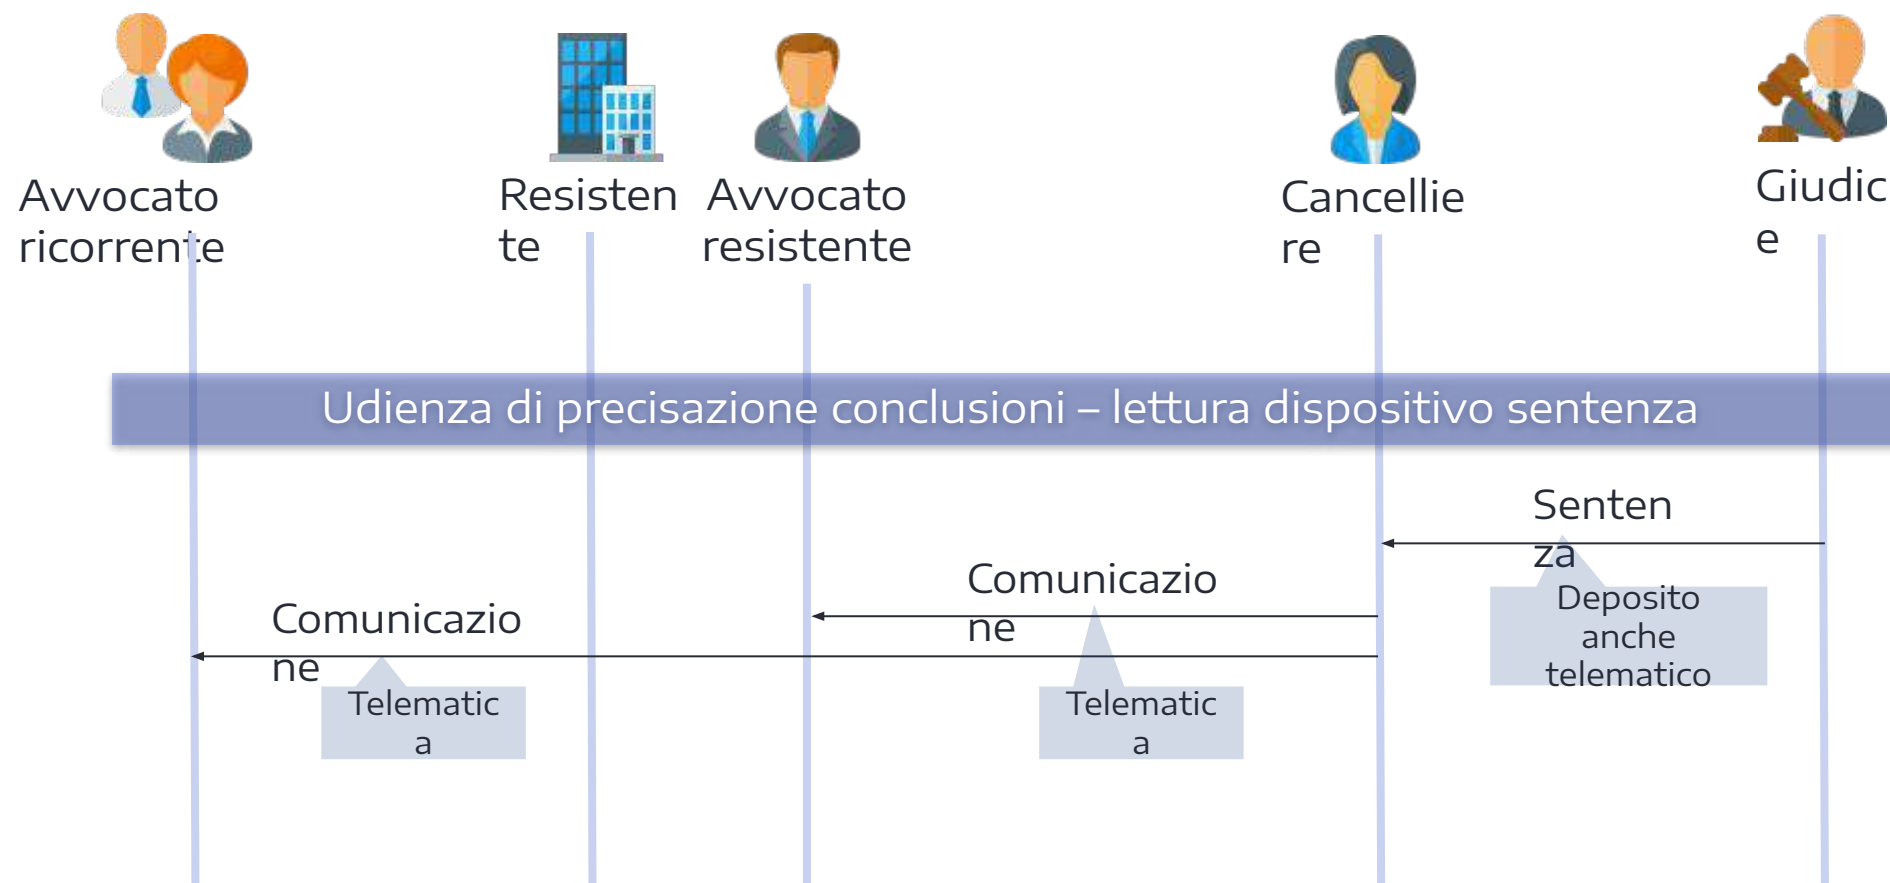 Avvocato
ricorrente
Resisten
te
Avvocato
resistente
Cancellie
re
Giudic
e
Udienza di precisazione conclusioni – lettura dispositivo sentenza
Senten
za
Deposito
anche
telematico
Comunicazio
ne
Telematic
a
Comunicazio
ne
Telematic
a